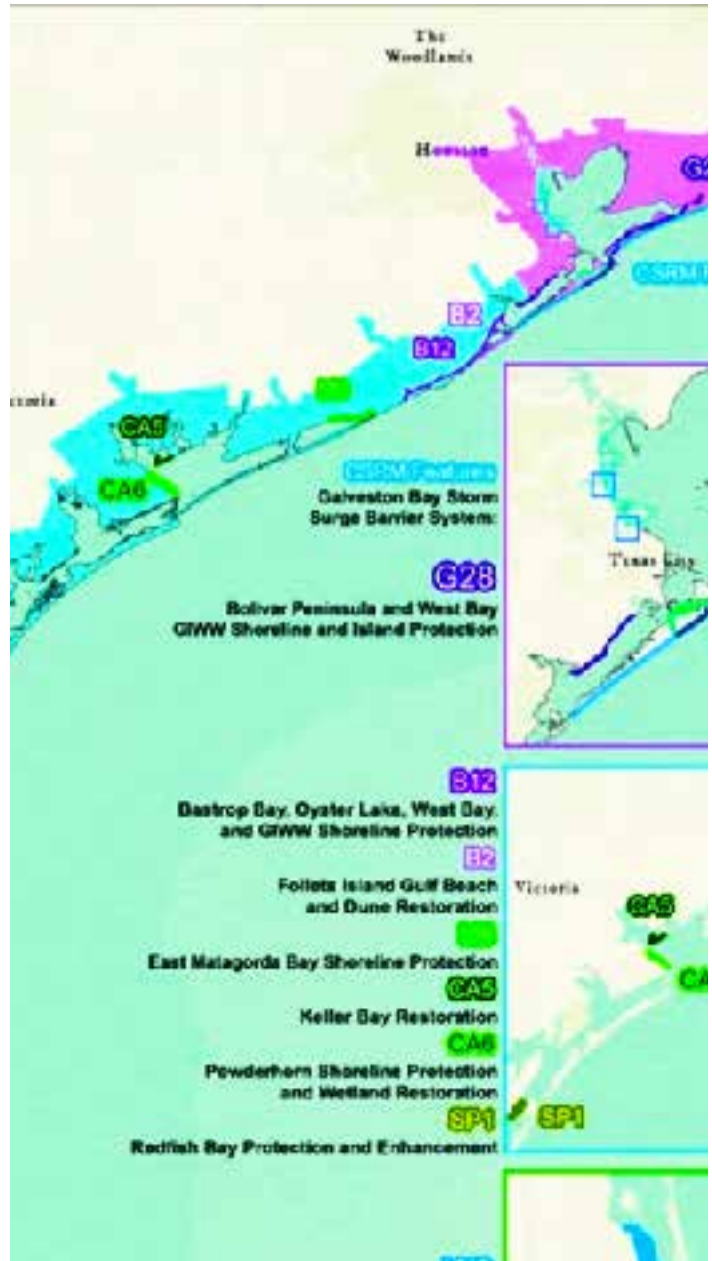 The
Woodlands
Houston
CSRM
B2
B12
CA5
CA6
CSRM Features
Galveston Bay Storm
Surge Barrier System:
G28
Bolivar Peninsula and West Bay
GIWW Shoreline and Island Protection
Texas City
B12
Bastrop Bay, Oyster Lake, West Bay,
and GIWW Shoreline Protection
B2
Follets Island Gulf Beach
and Dune Restoration
Victoria
East Matagorda Bay Shoreline Protection
CA5
CA5
Keller Bay Restoration
CA6
Powderhorn Shoreline Protection
and Wetland Restoration
SP1
SP1
Redfish Bay Protection and Enhancement